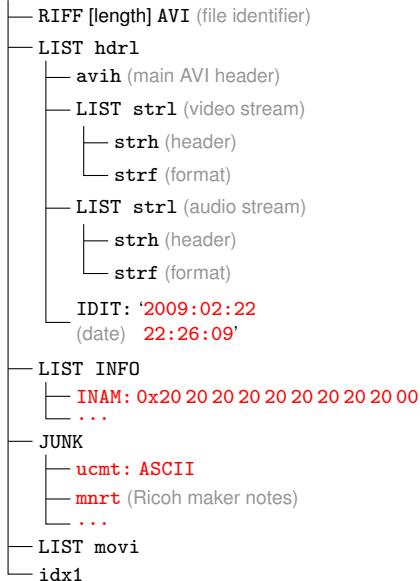 RIFF [length] AVI (file identifier)
LIST hdrl
avih (main AVI header)
LIST strl (video stream)
strh (header)
strf (format)
LIST strl (audio stream)
strh (header)
strf (format)
IDIT: ‘2009:02:22
(date) 22:26:09’
LIST INFO
INAM: 0x20 20 20 20 20 20 20 20 20 00
...
JUNK
ucmt: ASCII
mnrt (Ricoh maker notes)
...
LIST movi
idx1